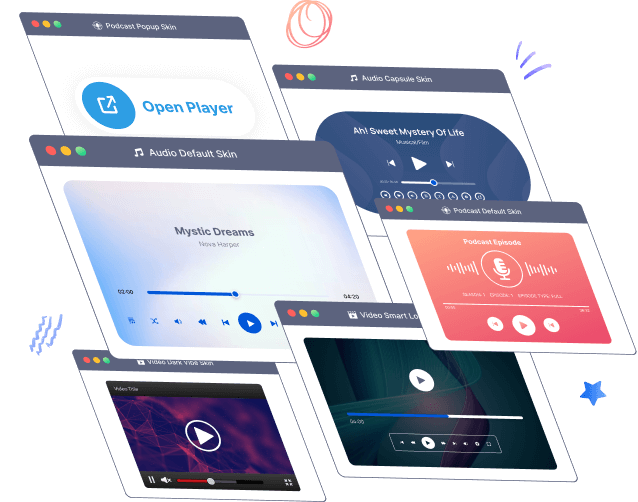 Podcast Popup Skin
Open Player
Audio Capsule Skin
Ah! Sweet Mystery Of Life
Musical/Film
Audio Default Skin
Mystic Dreams
Nova Harper
02:00
04:20
Podcast Default Skin
Podcast Episode
SEASON: 1 EPISODE: 1 EPISODE TYPE: FULL
Video Smart Lo
04:00
Video Dark Vibe Skin
Video Title